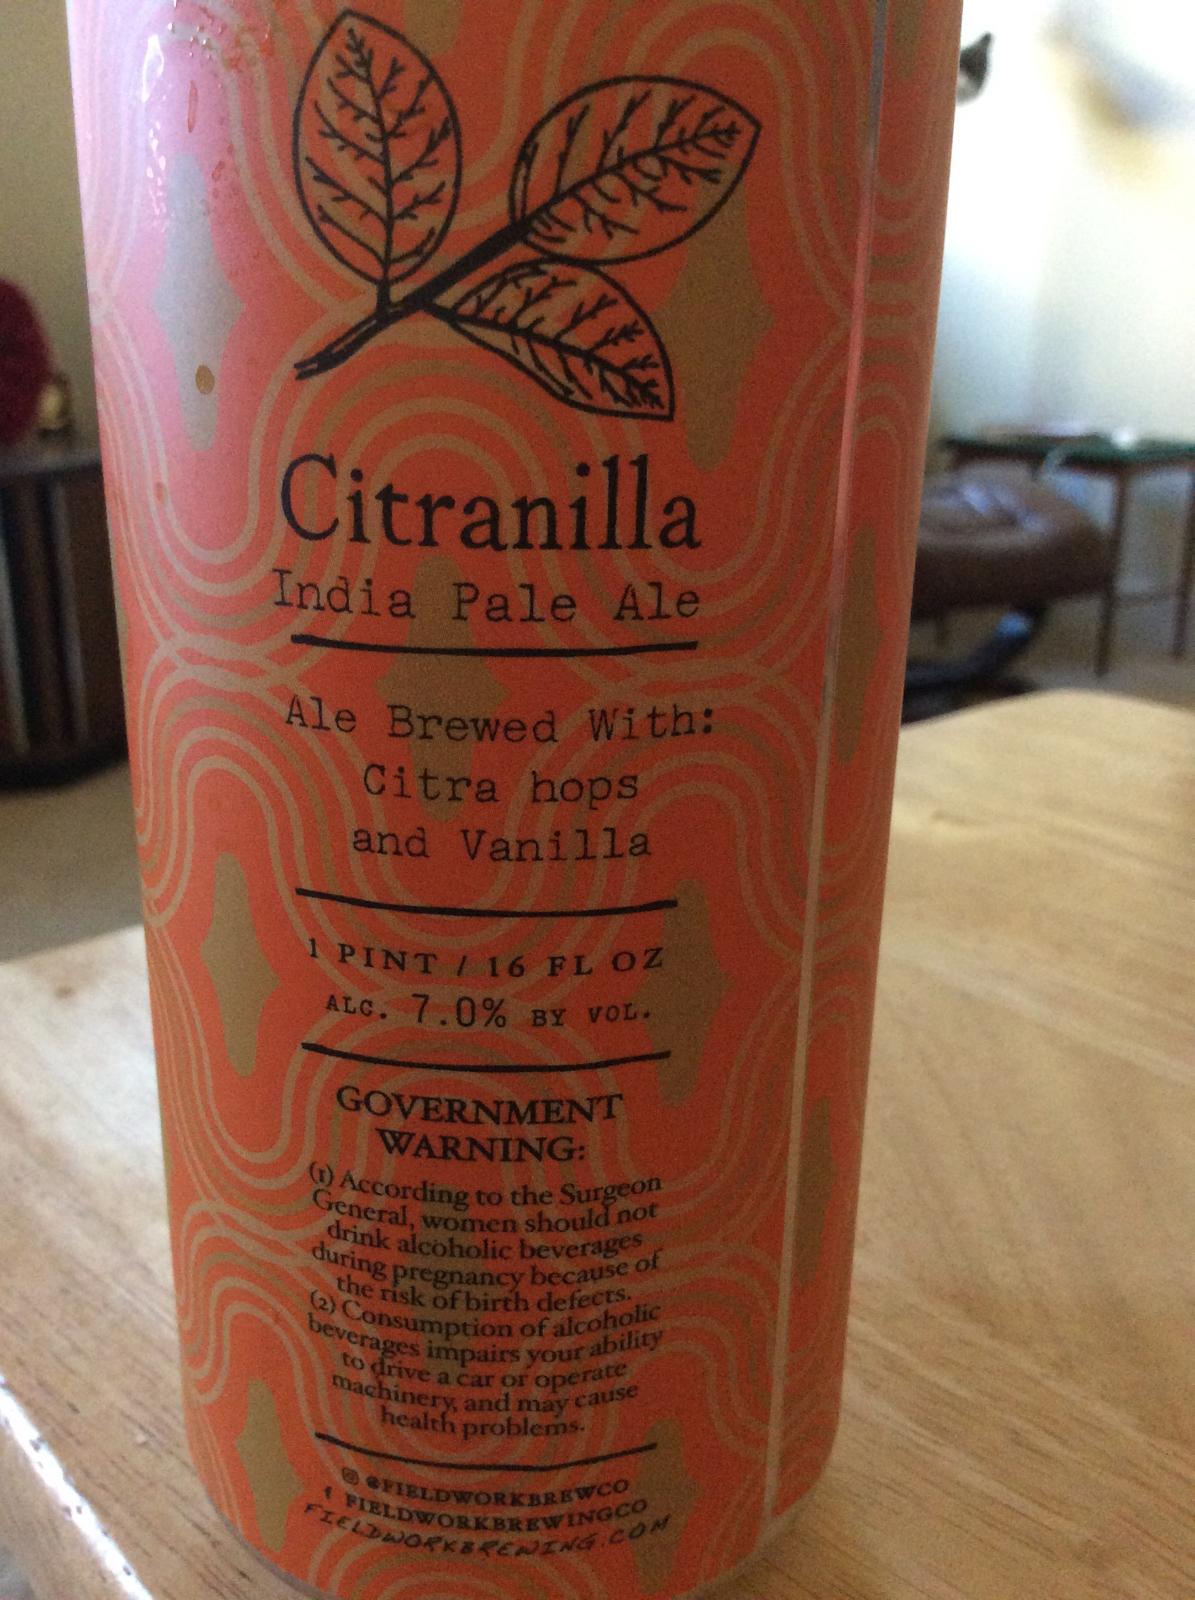 Citranilla
India Pale Ale
Ale Brewed With:
Citra hops
and Vanilla
1 PINT / 16 FL OZ
ALC. 7.0% BY VOL.
GOVERNMENT
WARNING:
(1) According to the Surgeon
General, women should not
drink alcoholic beverages
during pregnancy because of
the risk of birth defects.
(2) Consumption of alcoholic
beverages impairs your ability
to drive a car or operate
machinery, and may cause
health problems.
@FIELDWORKBREWCO
f FIELDWORKBREWINGCO
FIELDWORKBREWING.COM